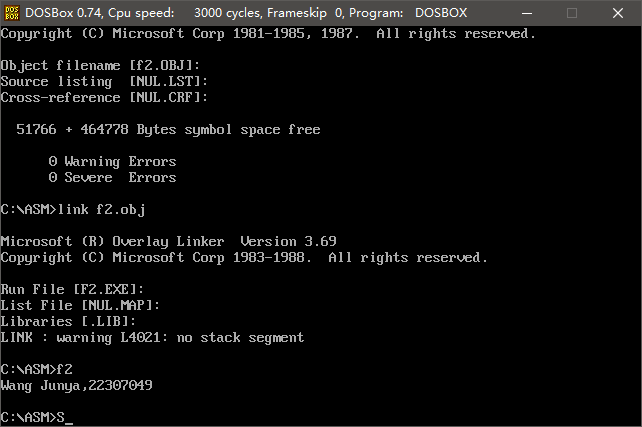 DOSBox 0.74, Cpu speed: 3000 cycles, Frameskip 0, Program: DOSBOX
Copyright (C) Microsoft Corp 1981-1985, 1987. All rights reserved.
Object filename [f2.OBJ]:
Source listing [NUL.LST]:
Cross-reference [NUL.CRF]:
51766 + 464778 Bytes symbol space free
0 Warning Errors
0 Severe Errors
C:\ASM>link f2.obj
Microsoft (R) Overlay Linker Version 3.69
Copyright (C) Microsoft Corp 1983-1988. All rights reserved.
Run File [F2.EXE]:
List File [NUL.MAP]:
Libraries [.LIB]:
LINK : warning L4021: no stack segment
C:\ASM>f2
Wang Junya,22307049
C:\ASM>S_